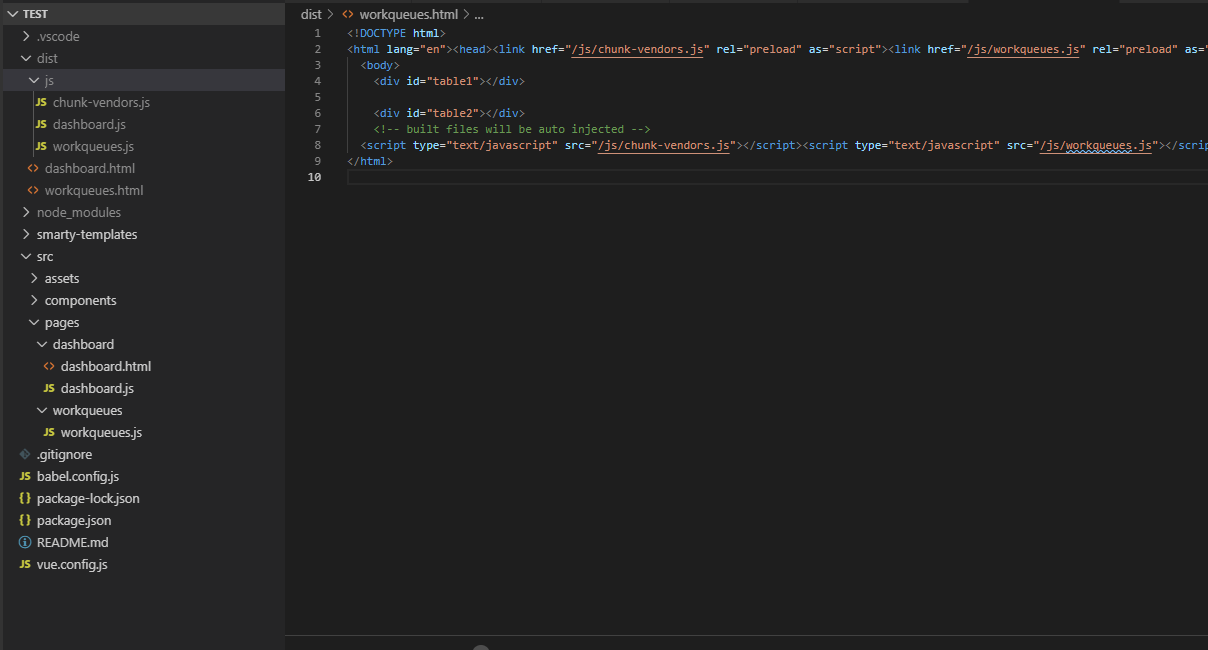 TEST
.vscode
dist
js
JS chunk-vendors.js
JS dashboard.js
JS workqueues.js
<> dashboard.html
<> workqueues.html
node_modules
smarty-templates
src
assets
components
pages
dashboard
<> dashboard.html
JS dashboard.js
workqueues
JS workqueues.js
.gitignore
JS babel.config.js
{} package-lock.json
{} package.json
README.md
JS vue.config.js
dist > <> workqueues.html > ...
1 <!DOCTYPE html>
2 <html lang="en"><head><link href="/js/chunk-vendors.js" rel="preload" as="script"><link href="/js/workqueues.js" rel="preload" as="
3 <body>
4 <div id="table1"></div>
5
6 <div id="table2"></div>
7 <!-- built files will be auto injected -->
8 <script type="text/javascript" src="/js/chunk-vendors.js"></script><script type="text/javascript" src="/js/workqueues.js"></scrip
9 </html>
10